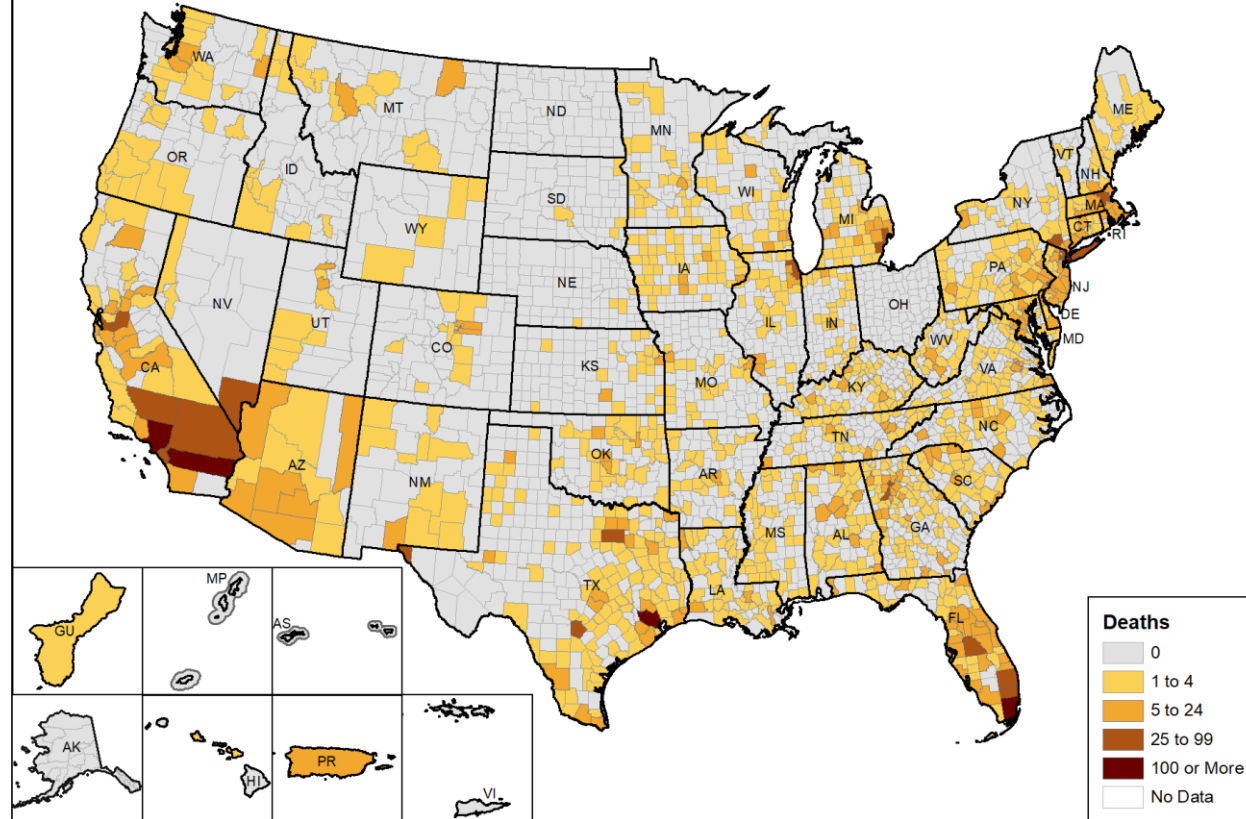 WA
MT
ND
MN
ME
OR
ID
SD
WI
VT
NH
WY
MI
NY
MA
CT
RI
IA
NE
PA
NV
NJ
UT
OH
IL
IN
DE
CO
WV
MD
CA
KS
MO
VA
KY
NC
TN
AZ
OK
NM
AR
SC
MS
AL
GA
TX
LA
MP
FL
GU
AS
AK
HI
PR
VI
Deaths
0
1 to 4
5 to 24
25 to 99
100 or More
No Data